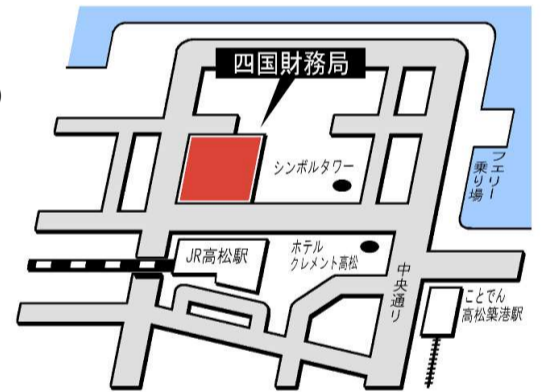 四国財務局
シンボルタワー
フェリー
乗り場
JR高松駅
ホテル
クレメント高松
中央通り
ことでん
高松築港駅